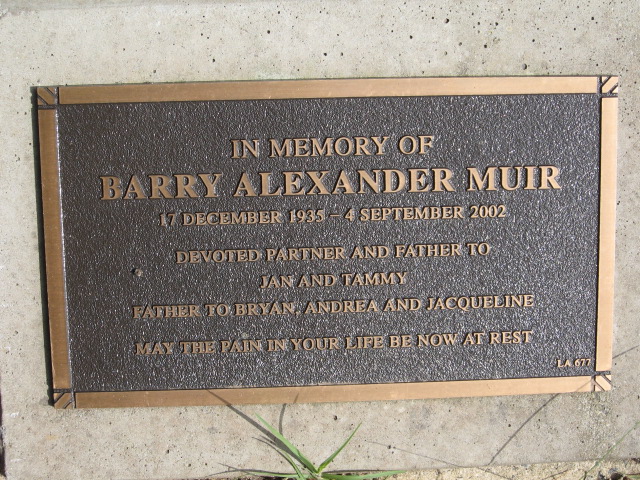 IN MEMORY OF
BARRY ALEXANDER MUIR
17 DECEMBER 1935 – 4 SEPTEMBER 2002
DEVOTED PARTNER AND FATHER TO
JAN AND TAMMY
FATHER TO BRYAN, ANDREA AND JACQUELINE
MAY THE PAIN IN YOUR LIFE BE NOW AT REST
LA 677